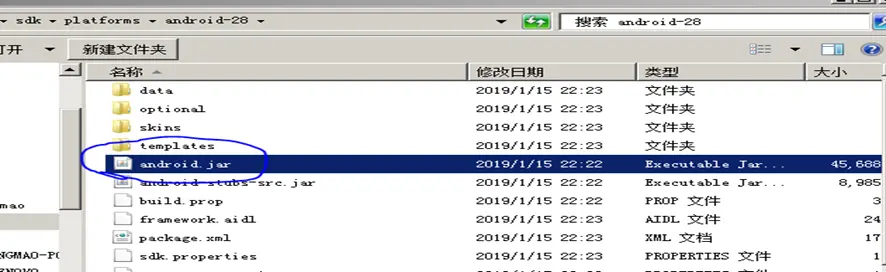 sdk ▸ platforms ▸ android-28 ▸
搜索 android-28
打开 新建文件夹
名称 修改日期 类型 大小
data 2019/1/15 22:23 文件夹
optional 2019/1/15 22:23 文件夹
skins 2019/1/15 22:23 文件夹
templates 2019/1/15 22:23 文件夹
android.jar 2019/1/15 22:22 Executable Jar... 45,688
android-stubs-src.jar 2019/1/15 22:22 Executable Jar... 8,985
build.prop 2019/1/15 22:22 PROP 文件 3
framework.aidl 2019/1/15 22:22 AIDL 文件 24
package.xml 2019/1/15 22:23 XML 文档 17
sdk.properties 2019/1/15 22:22 PROPERTIES 文件 1